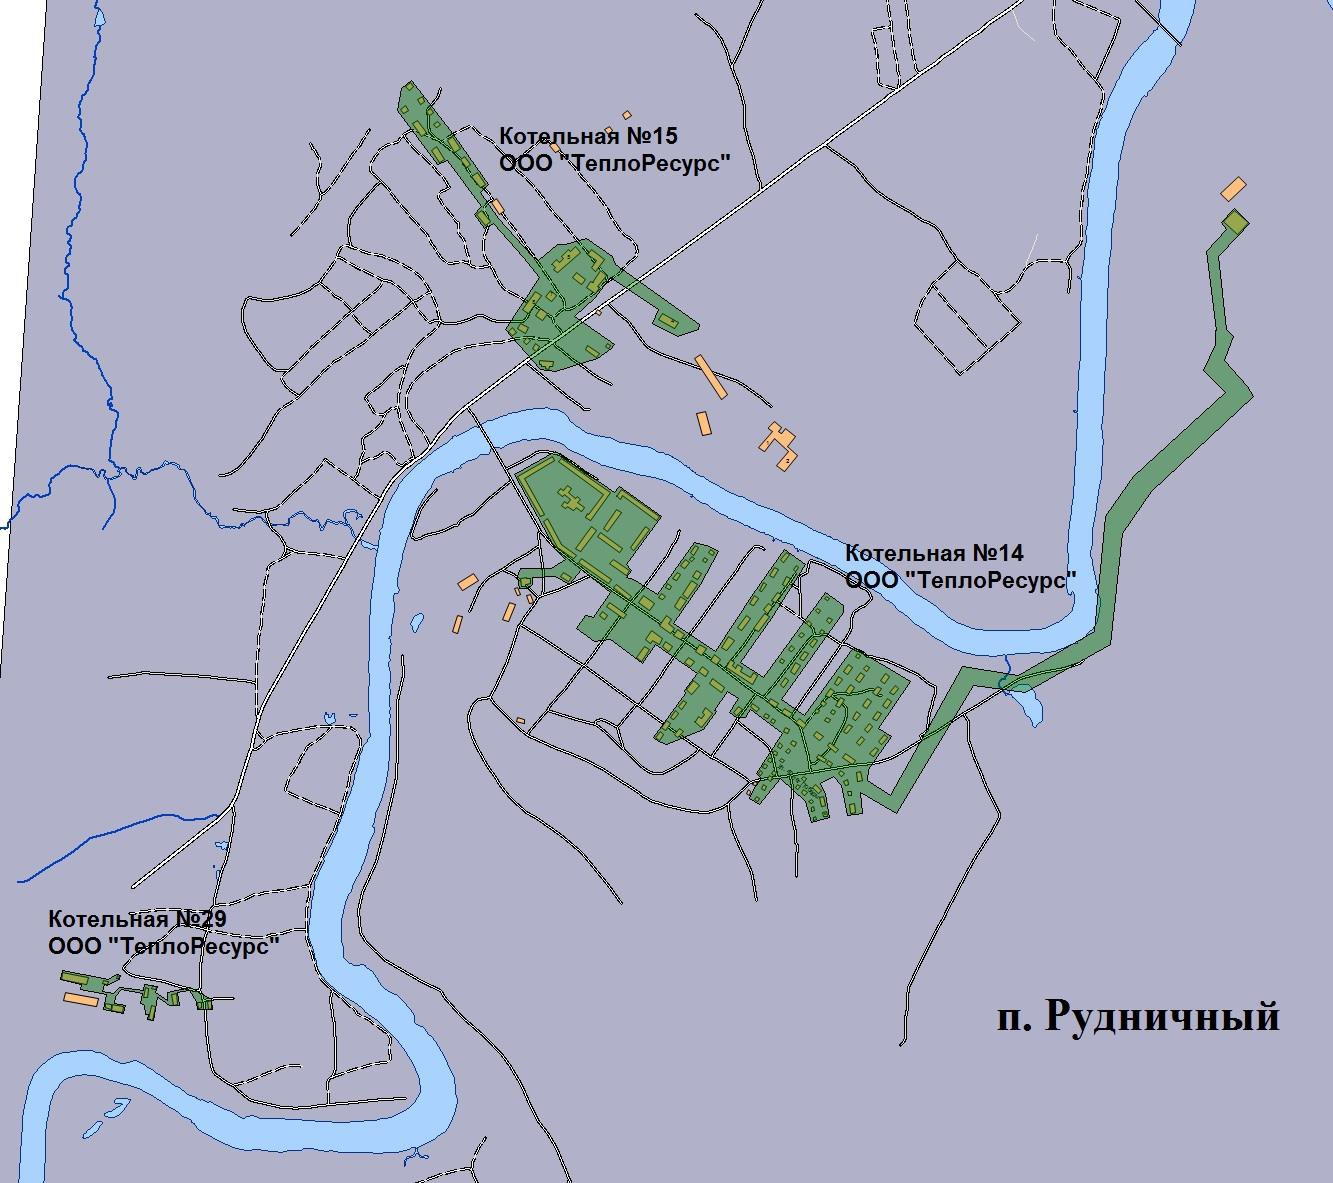 Котельная №15
ООО "ТеплоРесурс"
Котельная №14
ООО "ТеплоРесурс"
Котельная №29
ООО "ТеплоРесурс"
п. Рудничный